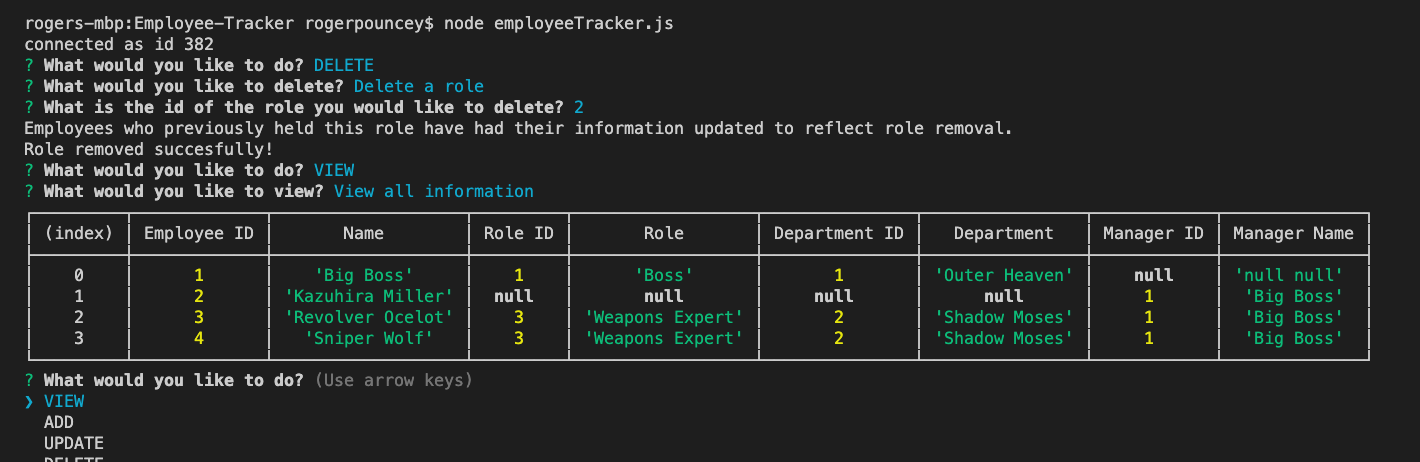 rogers-mbp:Employee-Tracker rogerpouncey$ node employeeTracker.js
connected as id 382
? What would you like to do? DELETE
? What would you like to delete? Delete a role
? What is the id of the role you would like to delete? 2
Employees who previously held this role have had their information updated to reflect role removal.
Role removed succesfully!
? What would you like to do? VIEW
? What would you like to view? View all information
(index) Employee ID Name Role ID Role Department ID Department Manager ID Manager Name
0 1 'Big Boss' 1 'Boss' 1 'Outer Heaven' null 'null null'
1 2 'Kazuhira Miller' null null null null 1 'Big Boss'
2 3 'Revolver Ocelot' 3 'Weapons Expert' 2 'Shadow Moses' 1 'Big Boss'
3 4 'Sniper Wolf' 3 'Weapons Expert' 2 'Shadow Moses' 1 'Big Boss'
? What would you like to do? (Use arrow keys)
❯ VIEW
ADD
UPDATE
DELETE